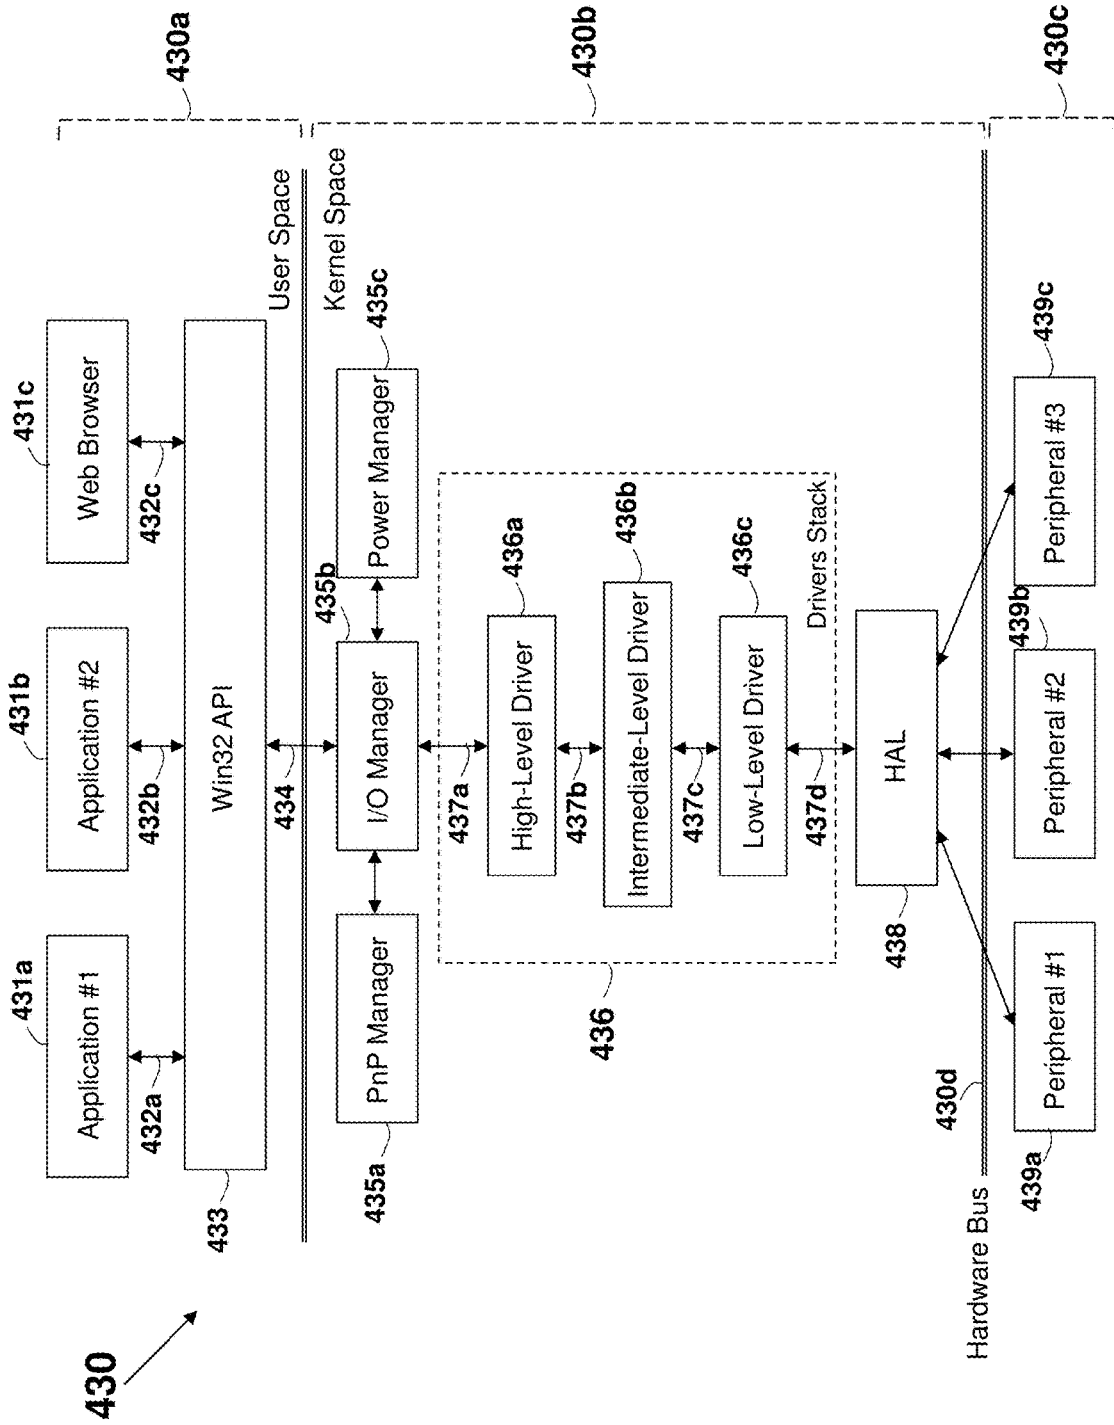 430
431a
Application #1
431b
Application #2
431c
Web Browser
430a
432a
432b
432c
433
Win32 API
User Space
434
Kernel Space
435a
PnP Manager
435b
I/O Manager
435c
Power Manager
430b
437a
436
High-Level Driver
436a
437b
Intermediate-Level Driver
436b
437c
Low-Level Driver
436c
Drivers Stack
437d
438
HAL
430d
Hardware Bus
430c
439a
Peripheral #1
439b
Peripheral #2
439c
Peripheral #3